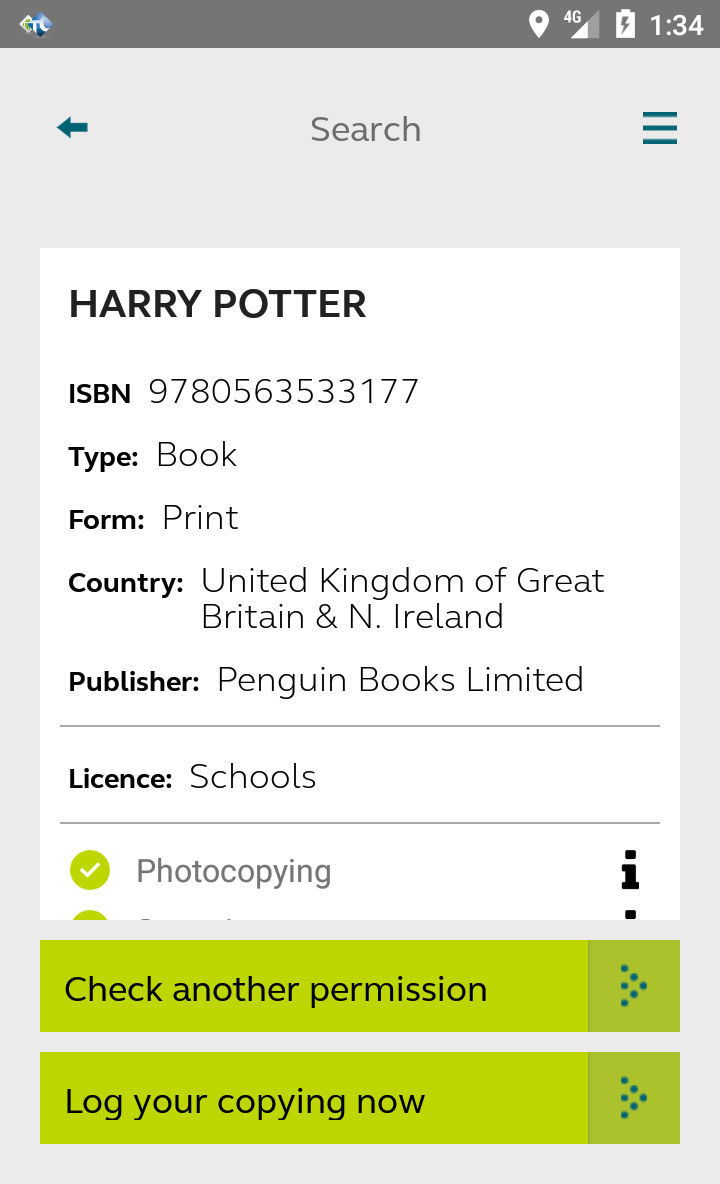 4G 1:34
Search
HARRY POTTER
ISBN 9780563533177
Type: Book
Form: Print
Country: United Kingdom of Great
Britain & N. Ireland
Publisher: Penguin Books Limited
Licence: Schools
Photocopying
Check another permission
Log your copying now